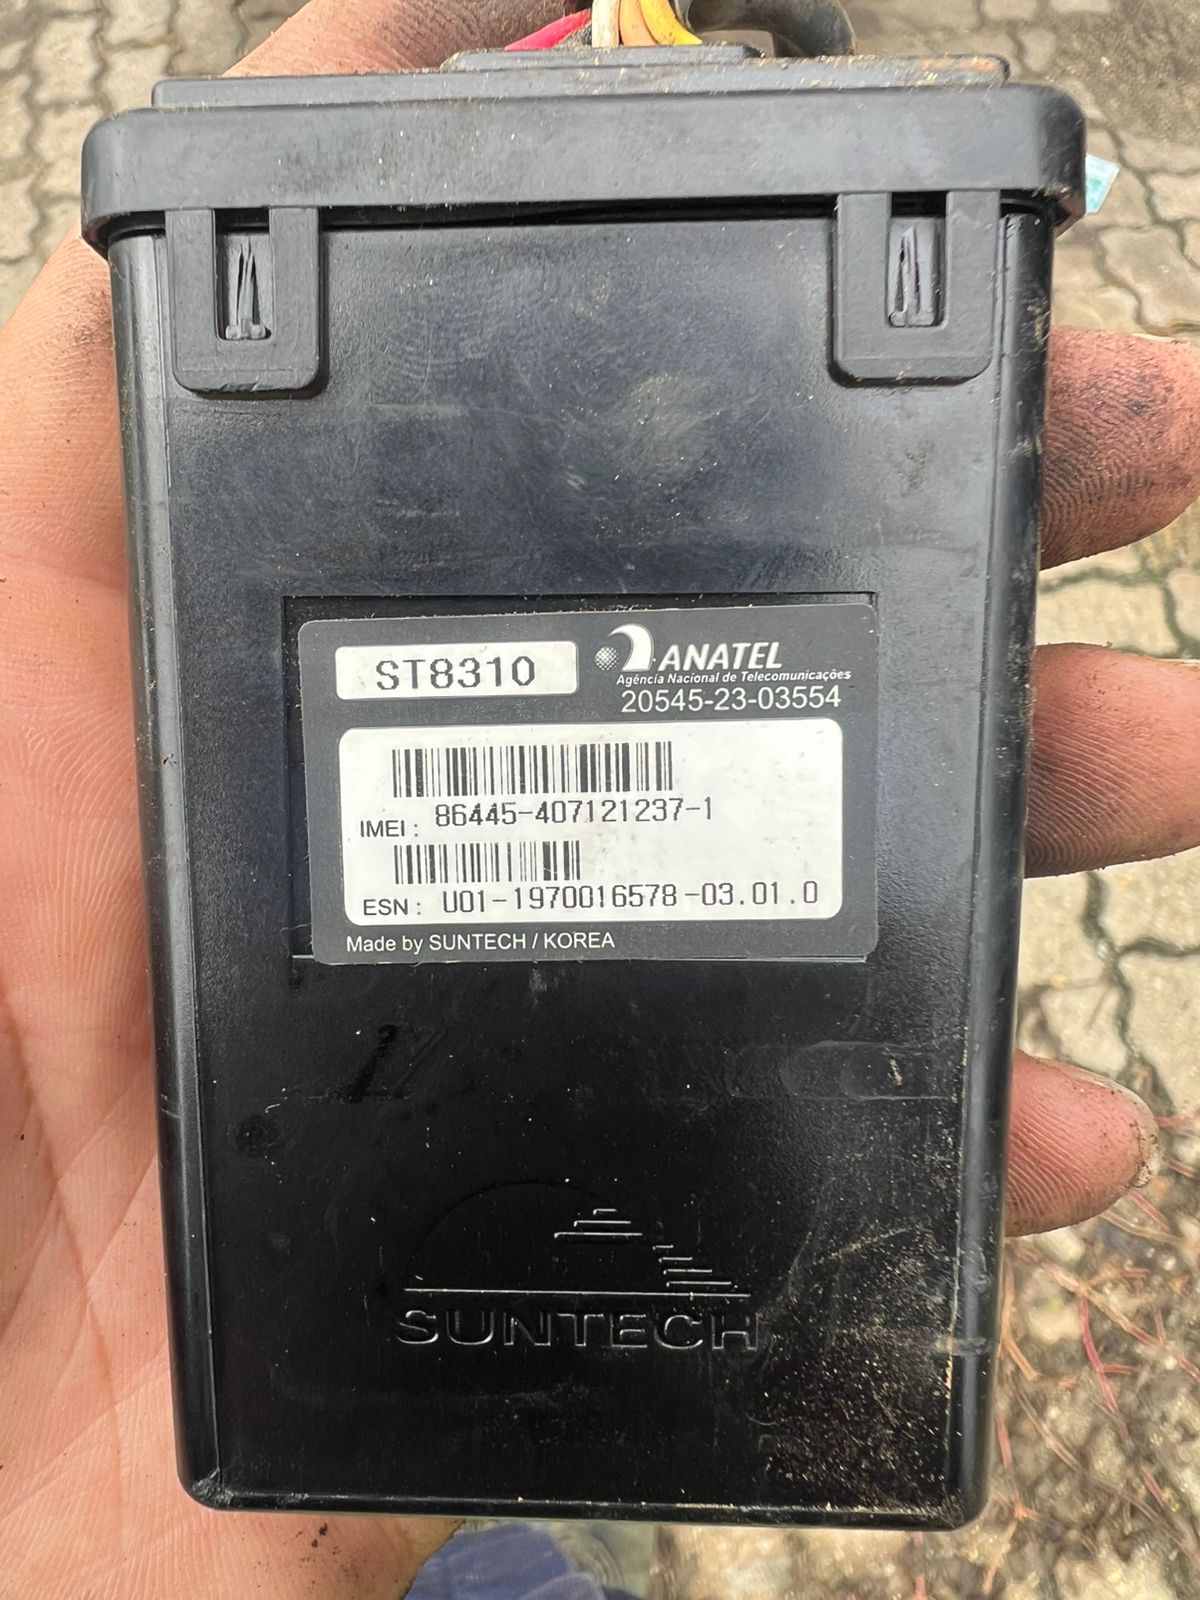 ST8310
ANATEL
Agência Nacional de Telecomunicações
20545-23-03554
IMEI : 86445-407121237-1
ESN : U01-1970016578-03.01.0
Made by SUNTECH / KOREA
SUNTECH